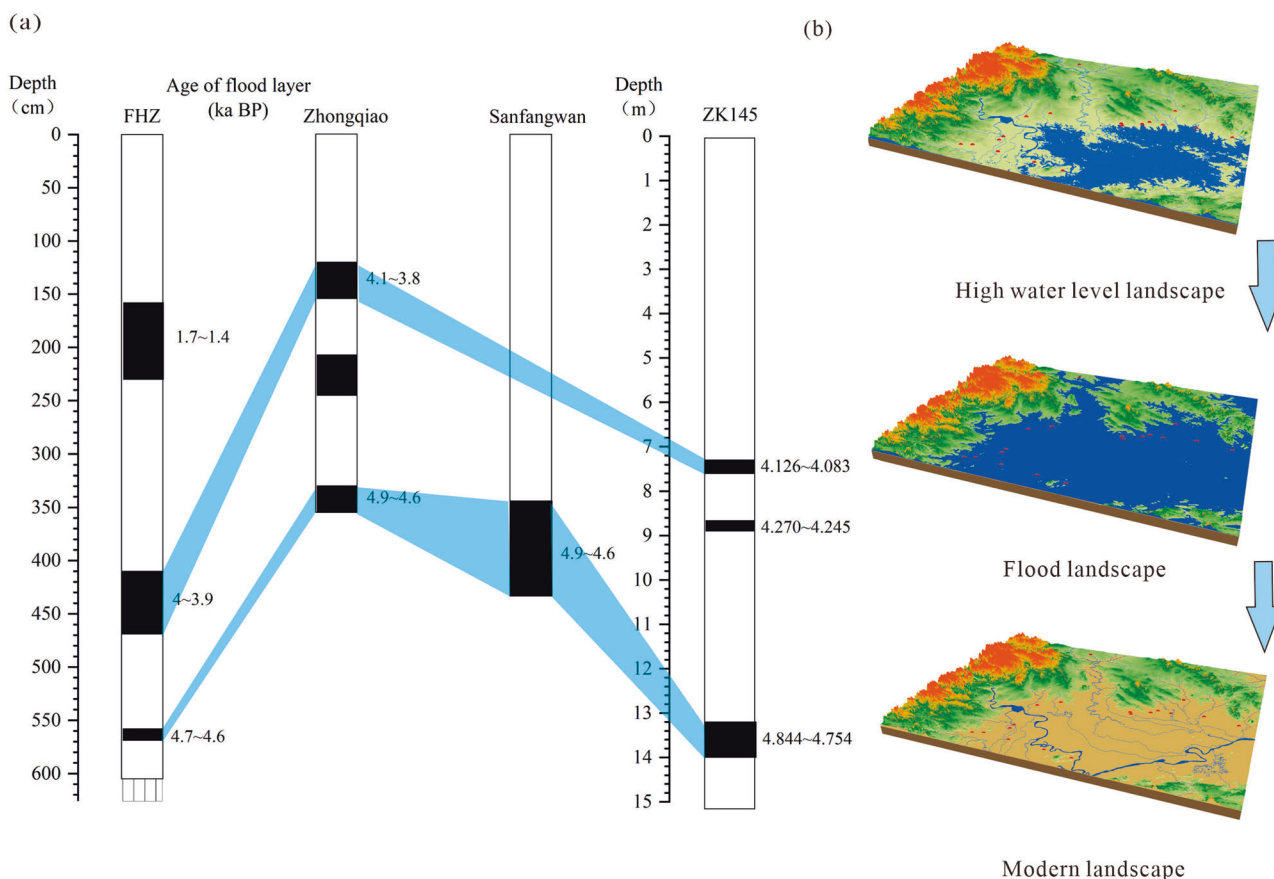 (a)
(b)
Depth
(cm)
Age of flood layer
(ka BP)
FHZ
Zhongqiao
Sanfangwan
Depth
(m)
ZK145
0
50
100
150
200
250
300
350
400
450
500
550
600
1.7~1.4
4~3.9
4.7~4.6
4.1~3.8
4.9~4.6
4.9~4.6
0
1
2
3
4
5
6
7
8
9
10
11
12
13
14
15
4.126~4.083
4.270~4.245
4.844~4.754
High water level landscape
Flood landscape
Modern landscape